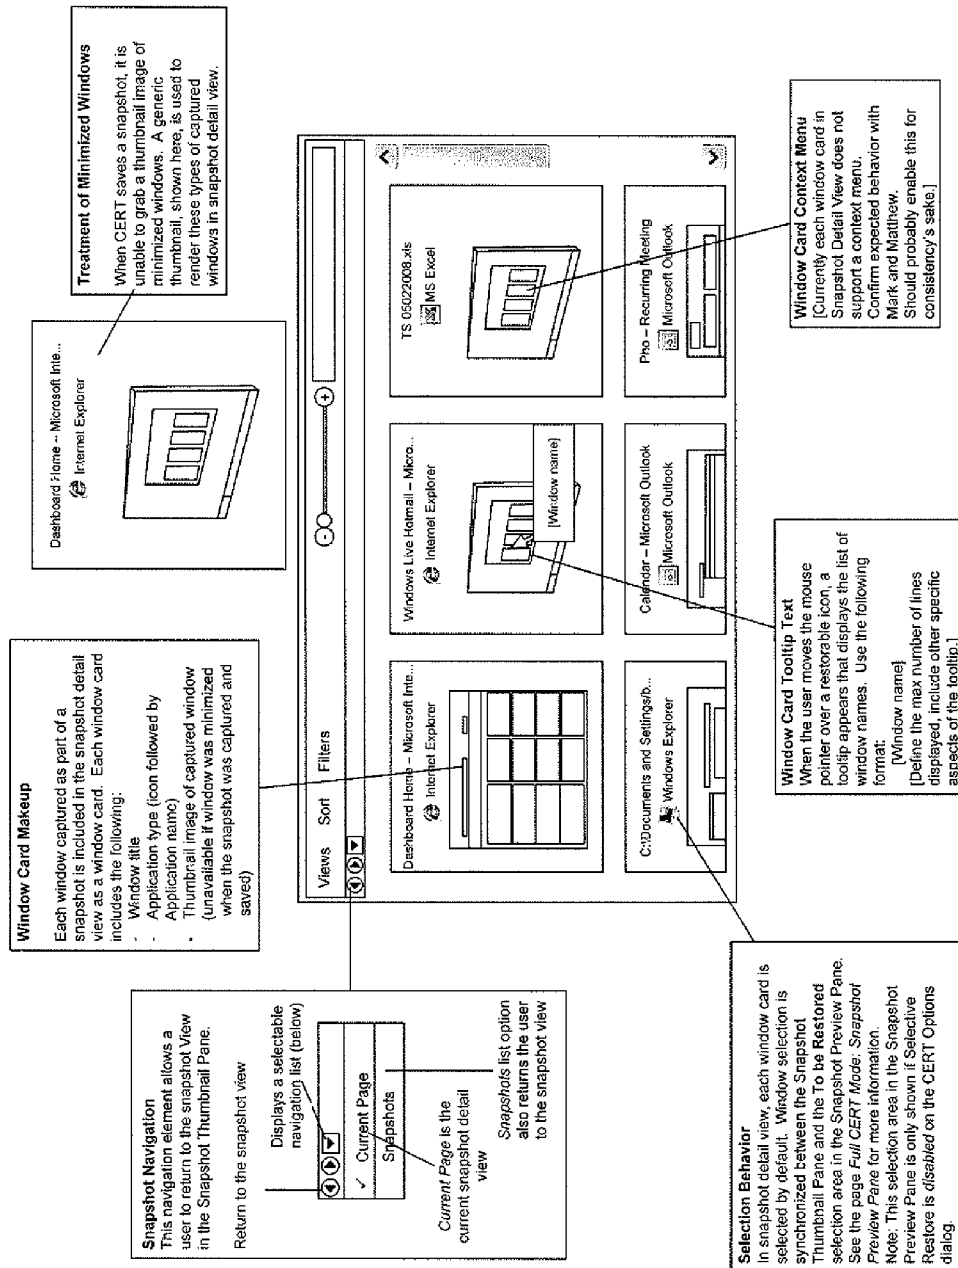 Snapshot Navigation
This navigation element allows a
user to return to the snapshot View
in the Snapshot Thumbnail Pane.
Return to the snapshot view
Displays a selectable
navigation list (below)
✓ Current Page
Snapshots
Current Page is the
current snapshot detail
view
Snapshots list option
also returns the user
to the snapshot view
Window Card Makeup
Each window captured as part of a
snapshot is included in the snapshot detail
view as a window card. Each window card
includes the following:
- Window title
- Application type (icon followed by
Application name)
- Thumbnail image of captured window
(unavailable if window was minimized
when the snapshot was captured and
saved)
Dashboard Home – Microsoft Inte...
Internet Explorer
Treatment of Minimized Windows
When CERT saves a snapshot, it is
unable to grab a thumbnail image of
minimized windows. A generic
thumbnail, shown here, is used to
render these types of captured
windows in snapshot detail view.
Views Sort Filters
- +
Dashboard Home – Microsoft Inte...
Internet Explorer
Windows Live Hotmail – Micro...
Internet Explorer
[Window name]
TS 05022008.xls
MS Excel
C:\Documents and Settings/b...
Windows Explorer
Calendar – Microsoft Outlook
Microsoft Outlook
Pho – Recurring Meeting
Microsoft Outlook
Selection Behavior
In snapshot detail view, each window card is
selected by default. Window selection is
synchronized between the Snapshot
Thumbnail Pane and the To be Restored
selection area in the Snapshot Preview Pane.
See the page Full CERT Mode: Snapshot
Preview Pane for more information.
Note: This selection area in the Snapshot
Preview Pane is only shown if Selective
Restore is disabled on the CERT Options
dialog.
Window Card Tooltip Text
When the user moves the mouse
pointer over a restorable icon, a
tooltip appears that displays the list of
window names. Use the following
format:
[Window name]
[Define the max number of lines
displayed, include other specific
aspects of the tooltip.]
Window Card Context Menu
[Currently each window card in
Snapshot Detail View does not
support a context menu.
Confirm expected behavior with
Mark and Matthew.
Should probably enable this for
consistency's sake.]